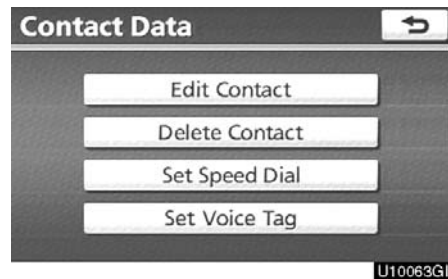 Contact Data
Edit Contact
Delete Contact
Set Speed Dial
Set Voice Tag
U10063GI